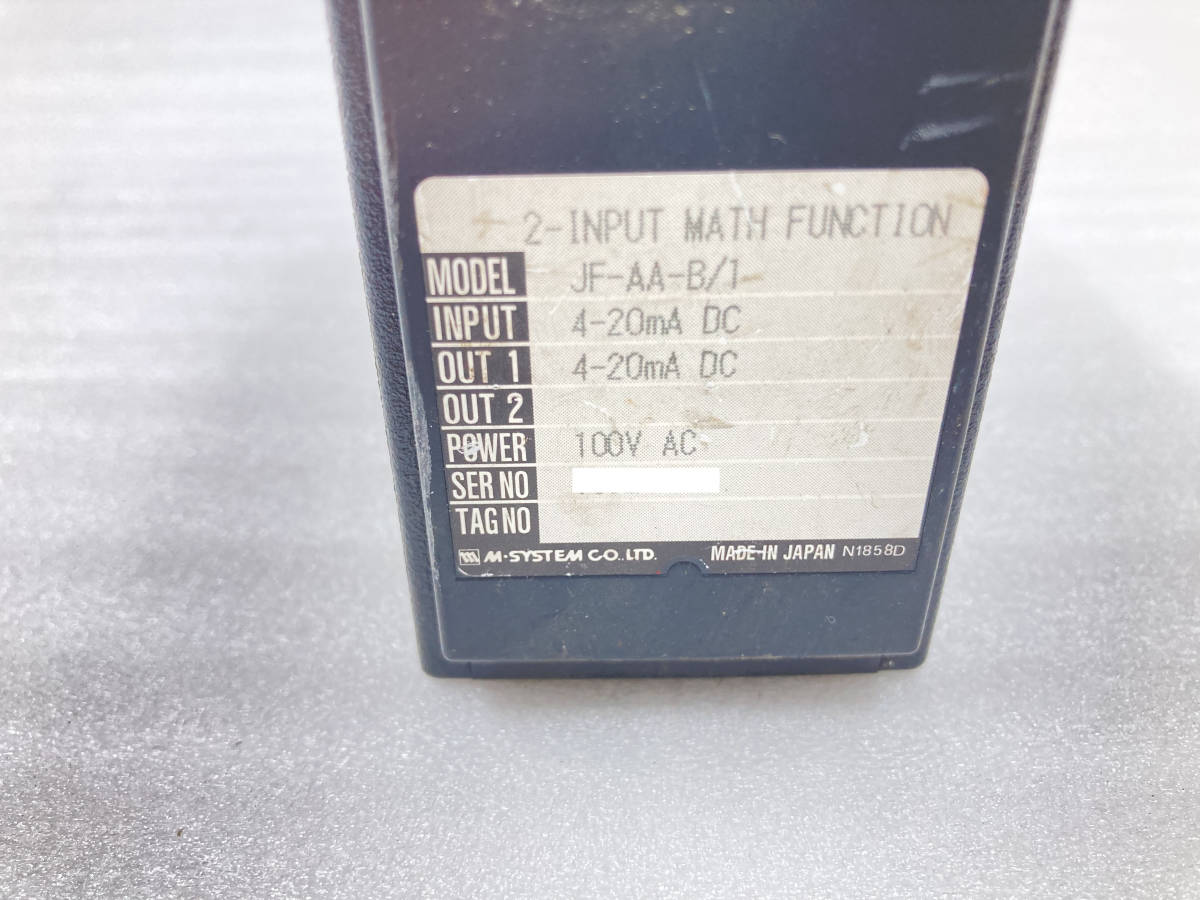 2-INPUT MATH FUNCTION
MODEL JF-AA-B/1
INPUT 4-20mA DC
OUT 1 4-20mA DC
OUT 2
POWER 100V AC
SER NO
TAG NO
M-SYSTEM CO.,LTD. MADE IN JAPAN N1858D